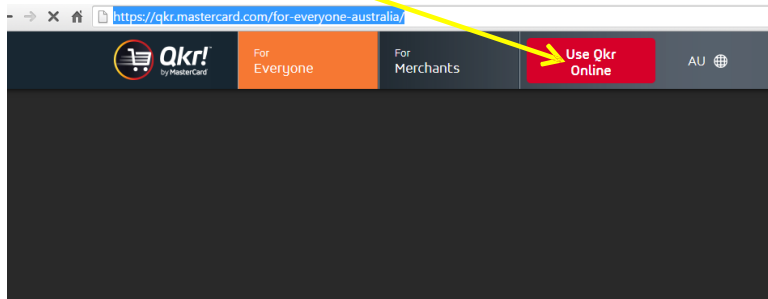 https://qkr.mastercard.com/for-everyone-australia/
Qkr!
by MasterCard
For
Everyone
For
Merchants
Use Qkr
Online
AU